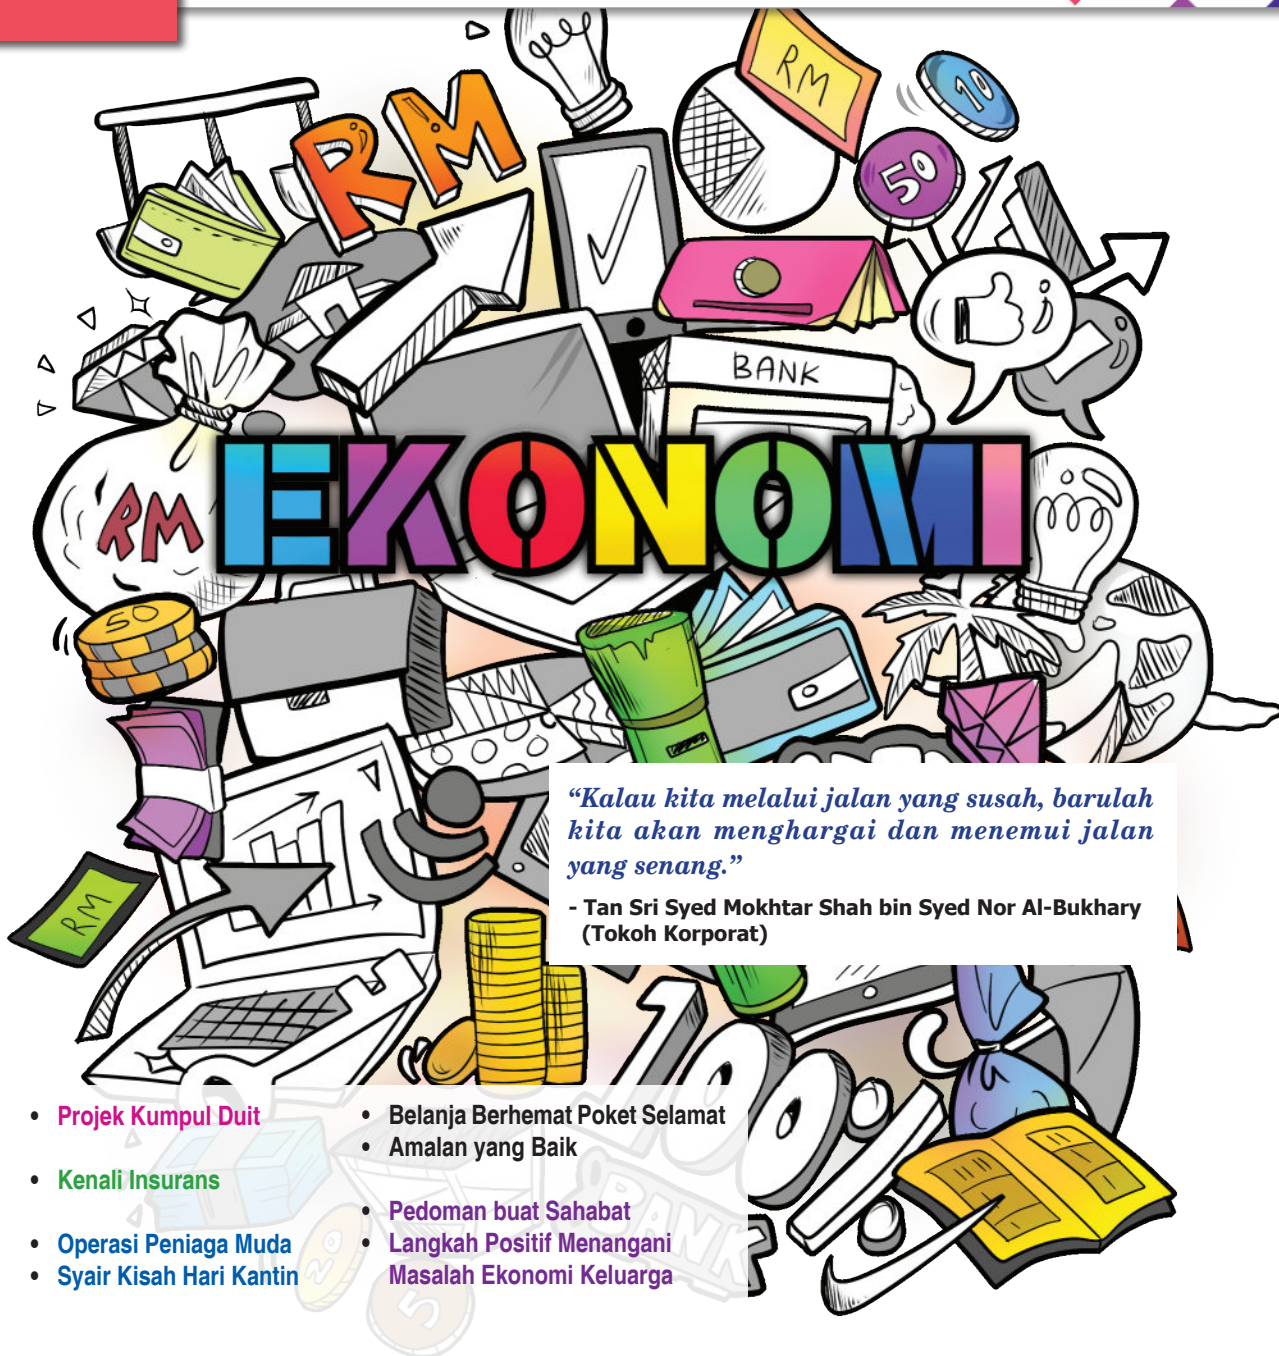 RM
RM
10
50
BANK
EKONOMI
RM
50
RM
“Kalau kita melalui jalan yang susah, barulah
kita akan menghargai dan menemui jalan
yang senang.”
- Tan Sri Syed Mokhtar Shah bin Syed Nor Al-Bukhary
(Tokoh Korporat)
100%
• Projek Kumpul Duit
• Kenali Insurans
• Operasi Peniaga Muda
• Syair Kisah Hari Kantin
• Belanja Berhemat Poket Selamat
• Amalan yang Baik
• Pedoman buat Sahabat
• Langkah Positif Menangani
Masalah Ekonomi Keluarga
BANK
20
5